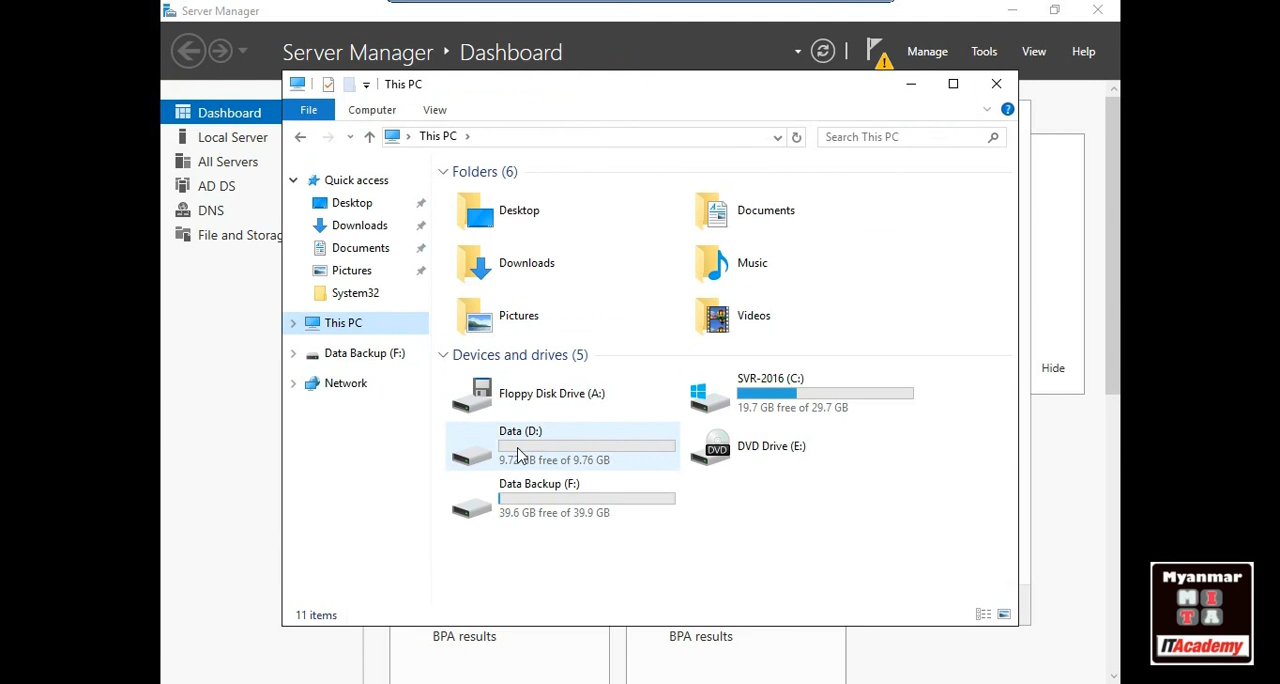 Server Manager
Server Manager ‣ Dashboard
Manage Tools View Help
This PC
File Computer View
This PC
Search This PC
Dashboard
Local Server
All Servers
AD DS
DNS
File and Storag
Quick access
Desktop
Downloads
Documents
Pictures
System32
This PC
Data Backup (F:)
Network
Folders (6)
Desktop
Documents
Downloads
Music
Pictures
Videos
Devices and drives (5)
Floppy Disk Drive (A:)
SVR-2016 (C:)
19.7 GB free of 29.7 GB
Data (D:)
9.72 GB free of 9.76 GB
DVD
DVD Drive (E:)
Data Backup (F:)
39.6 GB free of 39.9 GB
11 items
Hide
BPA results
BPA results
Myanmar
M I
T A
ITAcademy